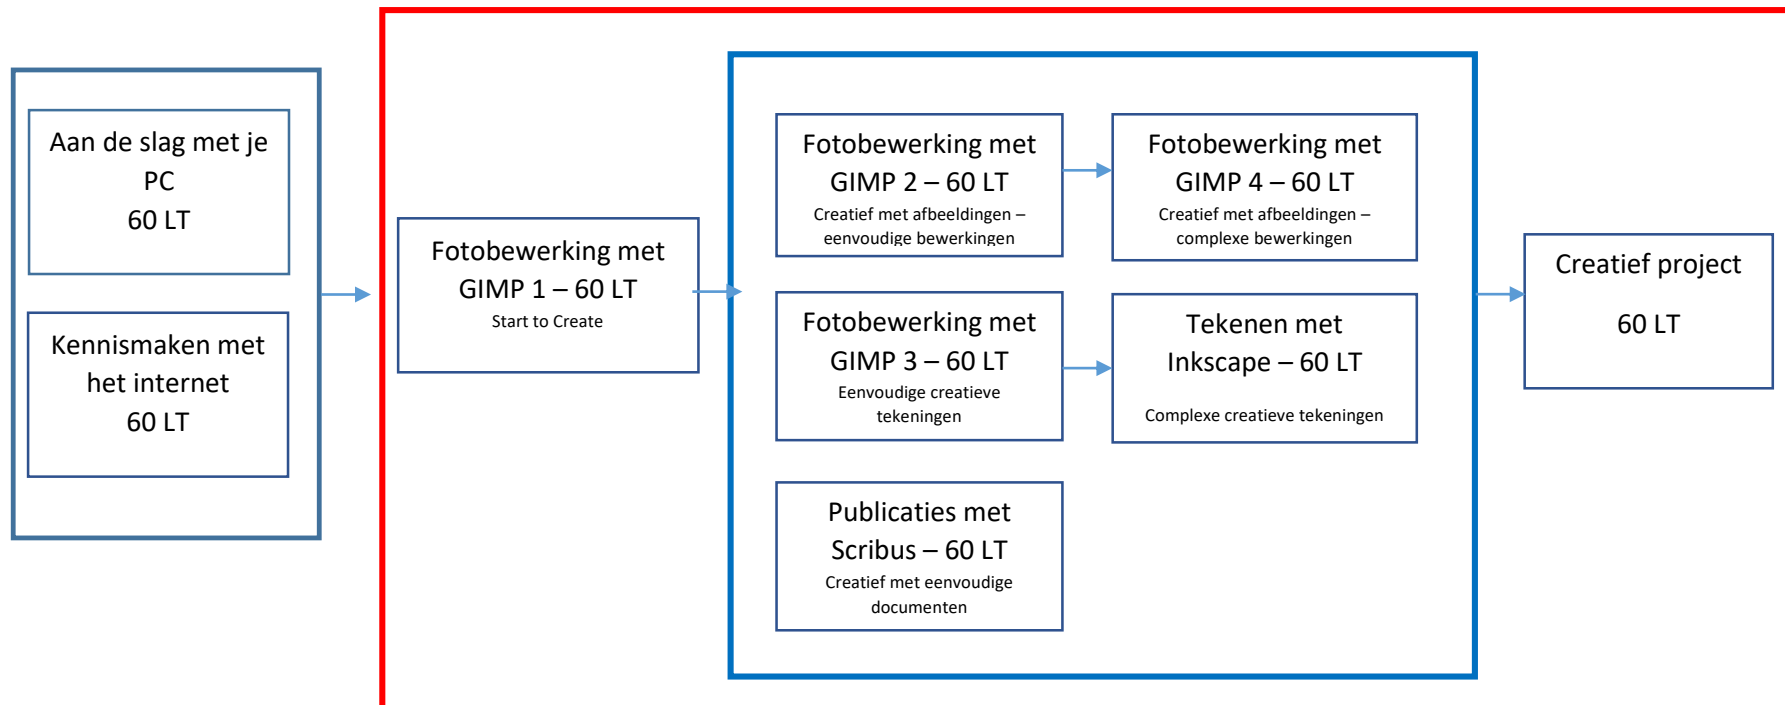 Aan de slag met je
PC
60 LT
Kennismaken met
het internet
60 LT
Fotobewerking met
GIMP 1 – 60 LT
Start to Create
Fotobewerking met
GIMP 2 – 60 LT
Creatief met afbeeldingen –
eenvoudige bewerkingen
Fotobewerking met
GIMP 4 – 60 LT
Creatief met afbeeldingen –
complexe bewerkingen
Fotobewerking met
GIMP 3 – 60 LT
Eenvoudige creatieve
tekeningen
Tekenen met
Inkscape – 60 LT
Complexe creatieve tekeningen
Publicaties met
Scribus – 60 LT
Creatief met eenvoudige
documenten
Creatief project
60 LT